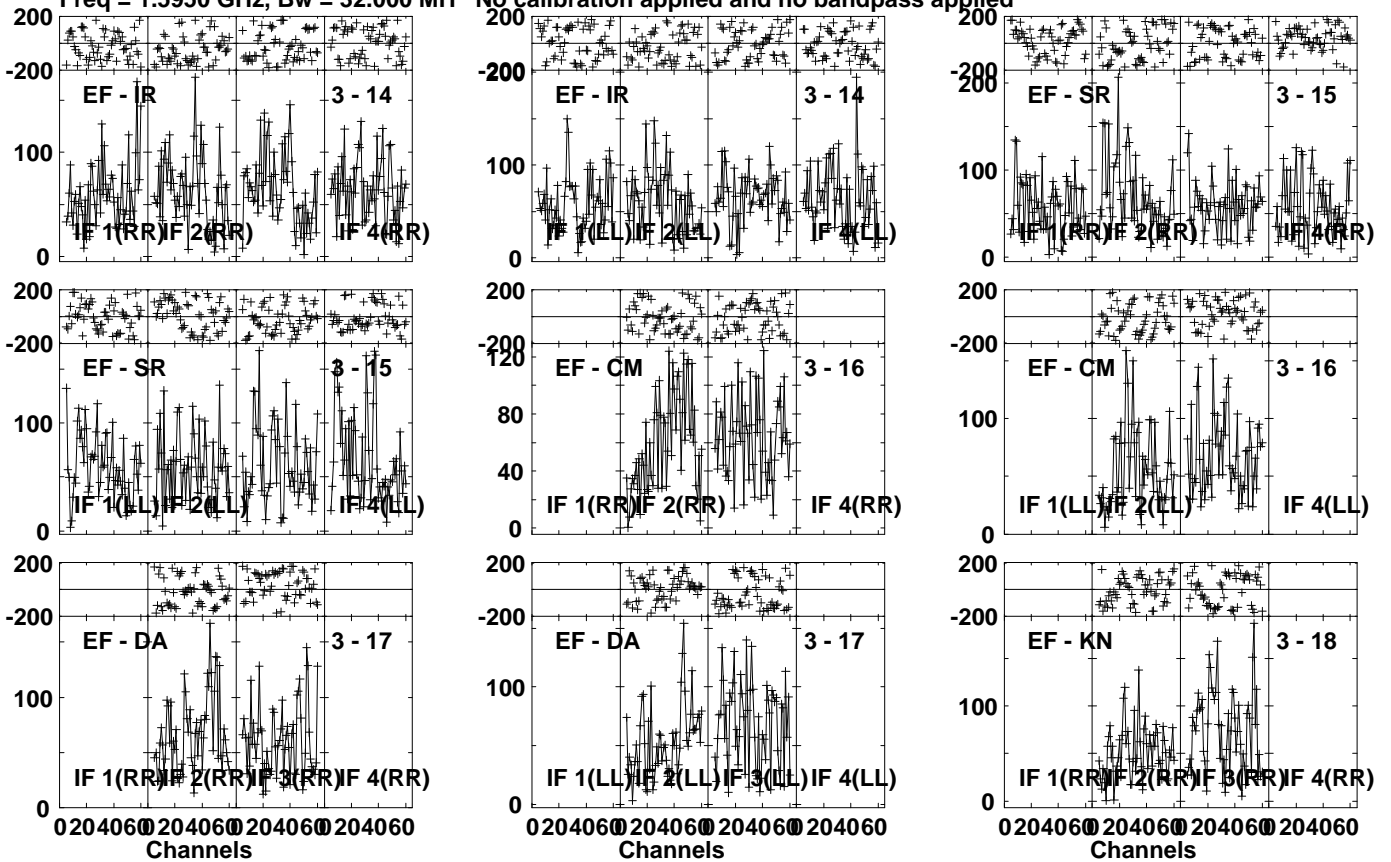 Freq = 1.5950 GHz, Bw = 32.000 MH No calibration applied and no bandpass applied
200
-200
EF - IR 3 - 14
100
0
IF 1(RR) IF 2(RR) IF 4(RR)
200
-200
200
EF - IR 3 - 14
100
0
IF 1(LL) IF 2(LL) IF 4(LL)
200
-200
200
EF - SR 3 - 15
100
0
IF 1(RR) IF 2(RR) IF 4(RR)
200
-200
EF - SR 3 - 15
100
0
IF 1(LL) IF 2(LL) IF 4(LL)
200
-200
120
EF - CM 3 - 16
80
40
0
IF 1(RR) IF 2(RR) IF 4(RR)
200
-200
EF - CM 3 - 16
100
0
IF 1(LL) IF 2(LL) IF 4(LL)
200
-200
EF - DA 3 - 17
100
0
IF 1(RR) IF 2(RR) IF 3(RR) IF 4(RR)
0 20 40 60 0 20 40 60 0 20 40 60 0 20 40 60
Channels
200
-200
EF - DA 3 - 17
100
0
IF 1(LL) IF 2(LL) IF 3(LL) IF 4(LL)
0 20 40 60 0 20 40 60 0 20 40 60 0 20 40 60
Channels
200
-200
EF - KN 3 - 18
100
0
IF 1(RR) IF 2(RR) IF 3(RR) IF 4(RR)
0 20 40 60 0 20 40 60 0 20 40 60 0 20 40 60
Channels